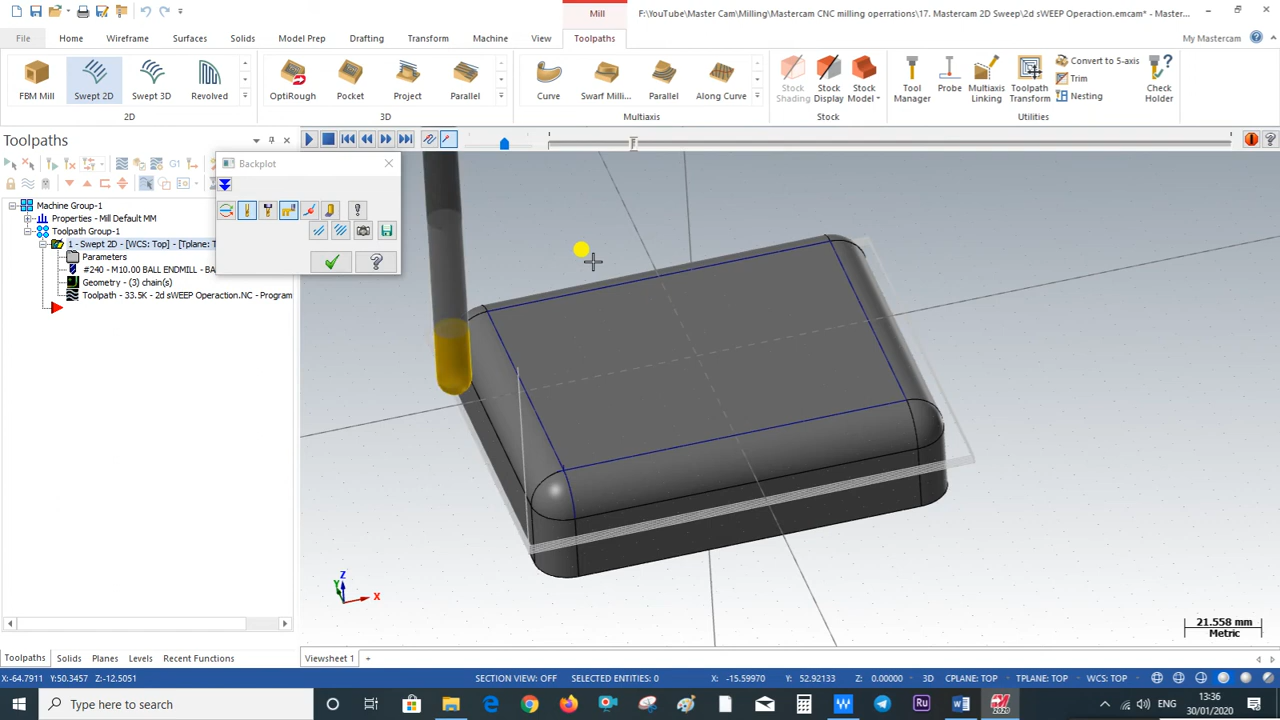 Mill
F:\YouTube\Master Cam\Milling\Mastercam CNC milling operrations\17. Mastercam 2D Sweep\2d sWEEP Operaction.emcam* - Master...
File Home Wireframe Surfaces Solids Model Prep Drafting Transform Machine View Toolpaths My Mastercam
FBM Mill Swept 2D Swept 3D Revolved
OptiRough Pocket Project Parallel
Curve Swarf Milli... Parallel Along Curve
Stock Shading Stock Display Stock Model
Tool Manager Probe Multiaxis Linking Toolpath Transform
Convert to 5-axis
Trim
Nesting
Check Holder
2D 3D Multiaxis Stock Utilities
Toolpaths
Backplot
G1
Machine Group-1
Properties - Mill Default MM
Toolpath Group-1
1 - Swept 2D - [WCS: Top] - [Tplane: T
Parameters
#240 - M10.00 BALL ENDMILL - BA
Geometry - (3) chain(s)
Toolpath - 33.5K - 2d sWEEP Operaction.NC - Program
Z
Y
X
21.558 mm
Metric
Toolpaths Solids Planes Levels Recent Functions
Viewsheet 1 +
X:-64.7911 Y:50.3457 Z:-12.5051
SECTION VIEW: OFF SELECTED ENTITIES: 0 X: -15.59970 Y: 52.92133 Z: 0.00000 3D CPLANE: TOP TPLANE: TOP WCS: TOP
Type here to search
ENG
13:36
30/01/2020